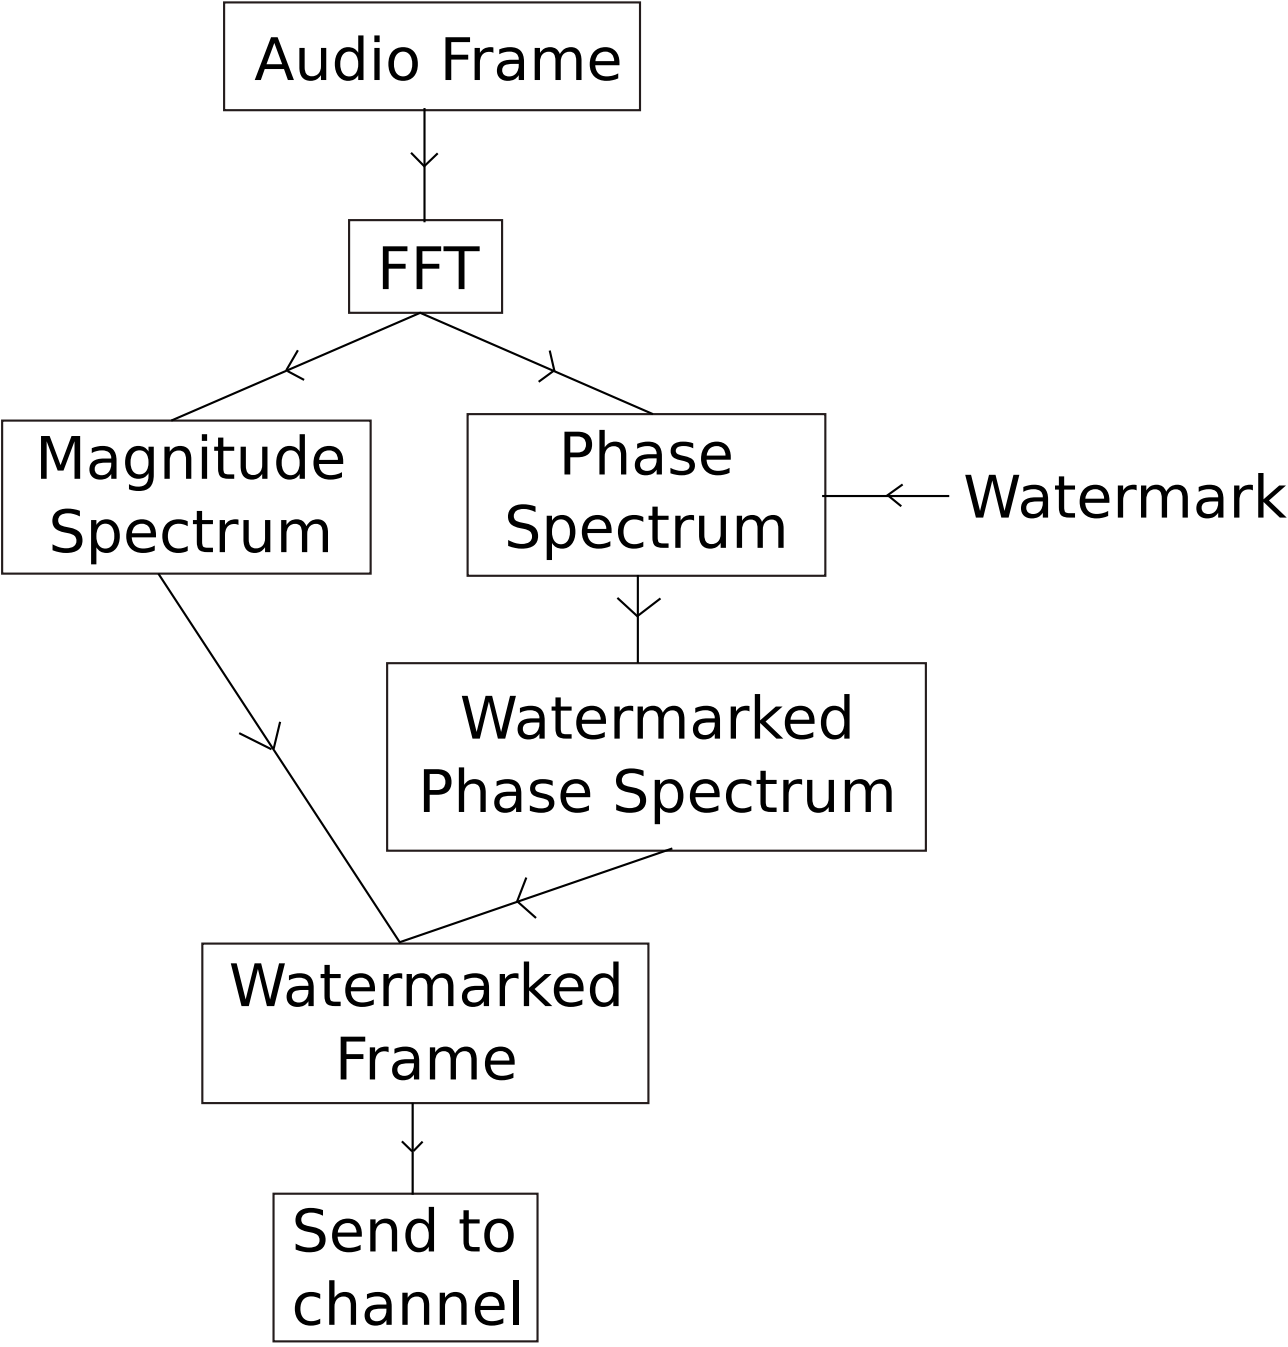 Audio Frame
FFT
Magnitude
Spectrum
Phase
Spectrum
Watermark
Watermarked
Phase Spectrum
Watermarked
Frame
Send to
channel